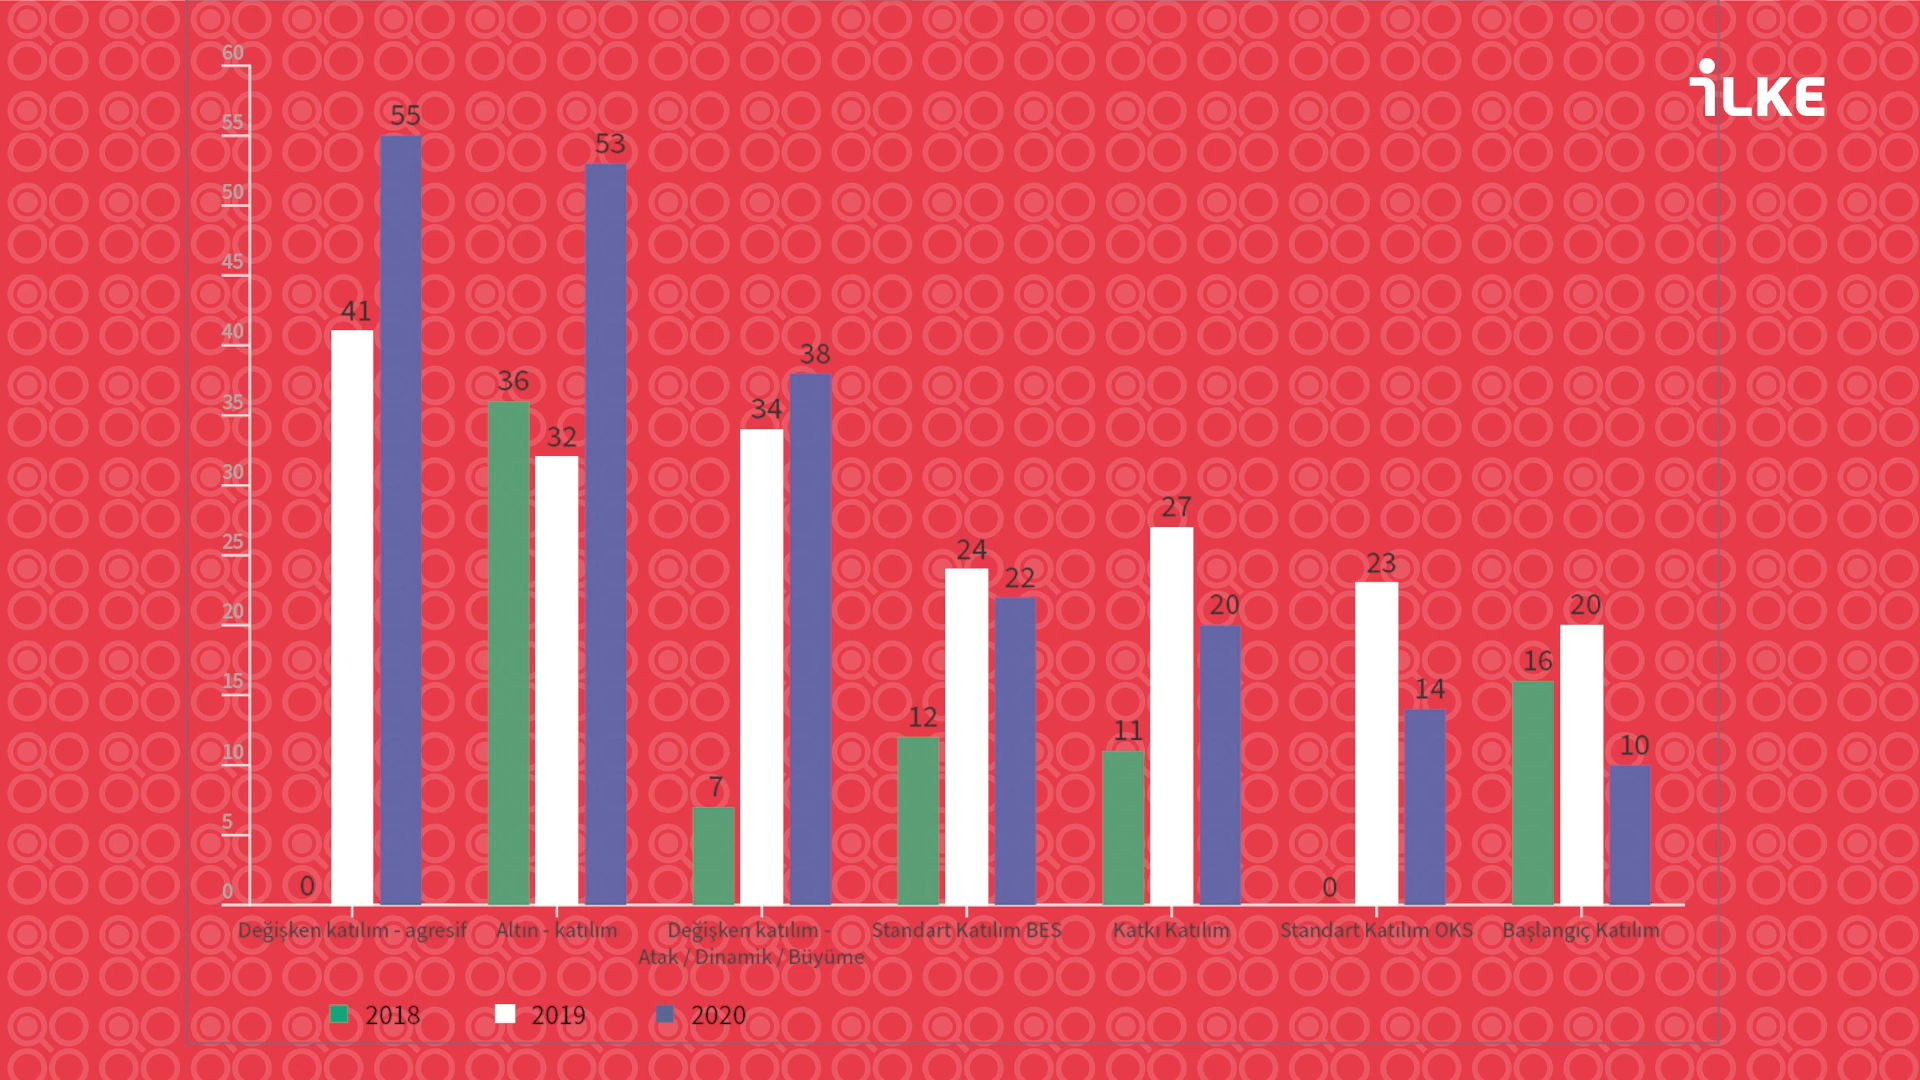 iLKE
60
55
50
45
40
35
30
25
20
15
10
5
0
0 41 55
36 32 53
7 34 38
12 24 22
11 27 20
0 23 14
16 20 10
Değişken katılım - agresif
Altın - katılım
Değişken katılım -
Atak / Dinamik / Büyüme
Standart Katılım BES
Katkı Katılım
Standart Katılım OKS
Başlangıç Katılım
2018 2019 2020